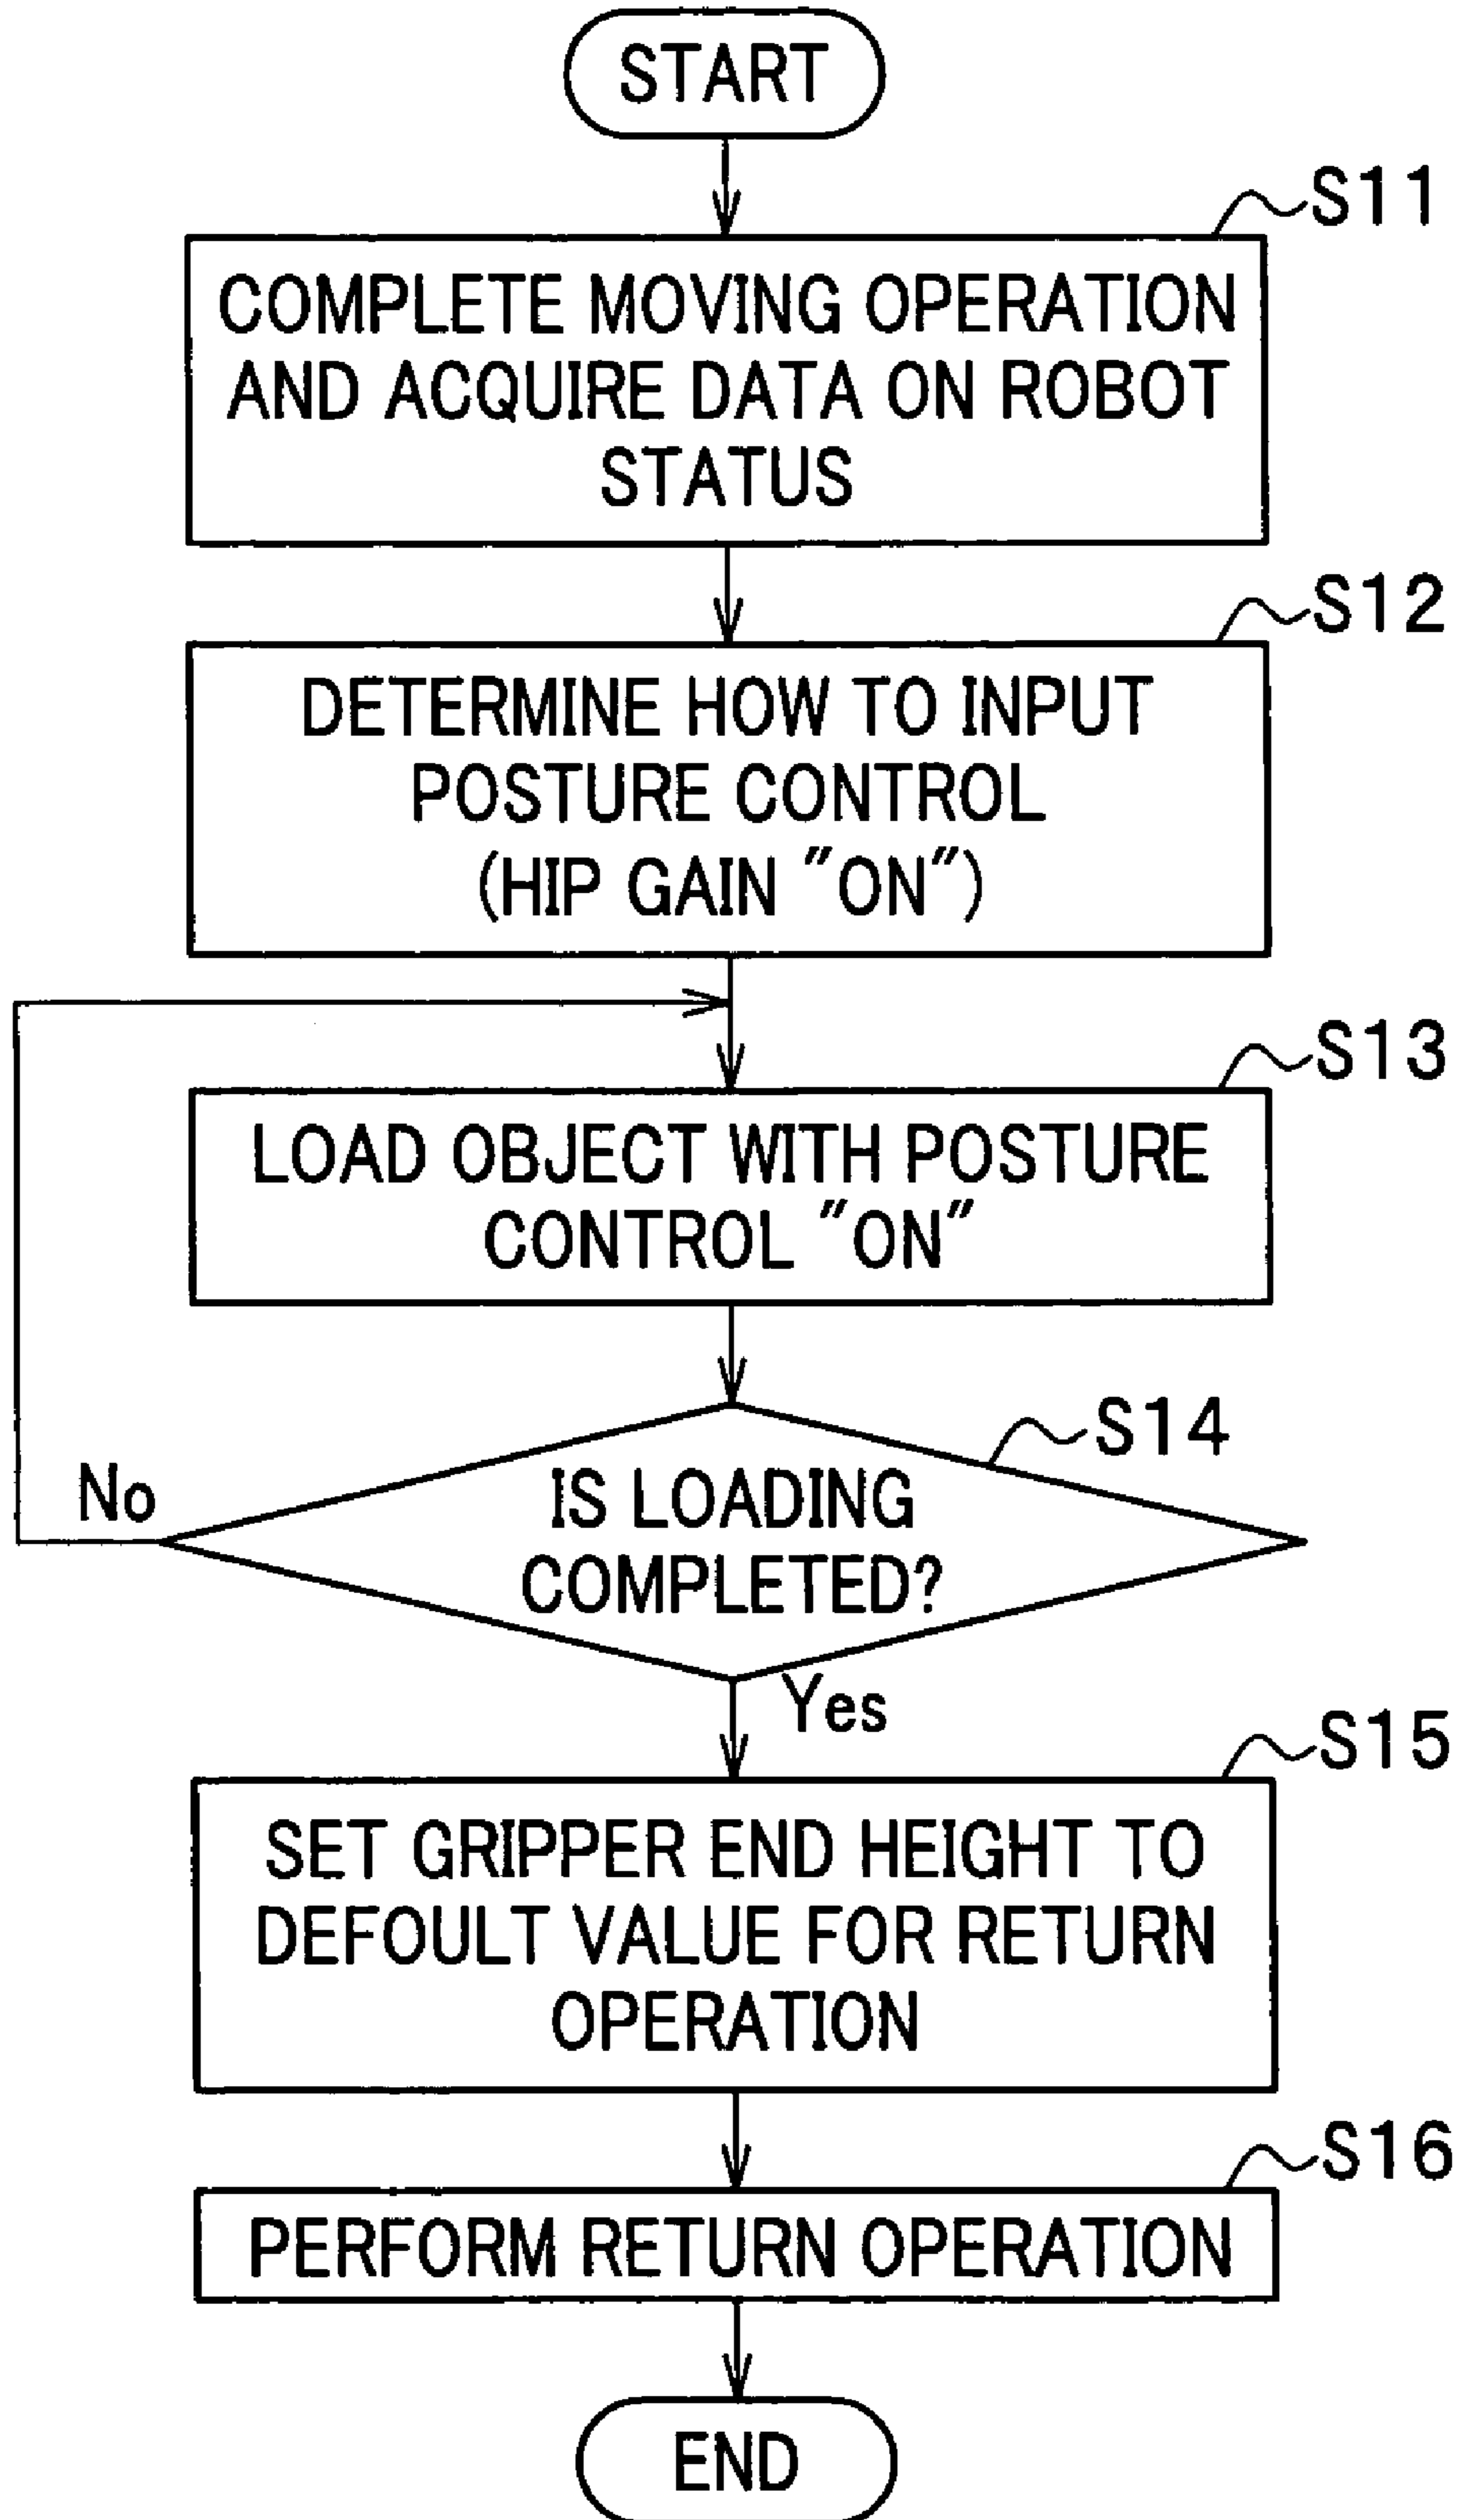 START
S11
COMPLETE MOVING OPERATION
AND ACQUIRE DATA ON ROBOT
STATUS
S12
DETERMINE HOW TO INPUT
POSTURE CONTROL
(HIP GAIN "ON")
S13
LOAD OBJECT WITH POSTURE
CONTROL "ON"
S14
IS LOADING
COMPLETED?
No
Yes
S15
SET GRIPPER END HEIGHT TO
DEFOULT VALUE FOR RETURN
OPERATION
S16
PERFORM RETURN OPERATION
END